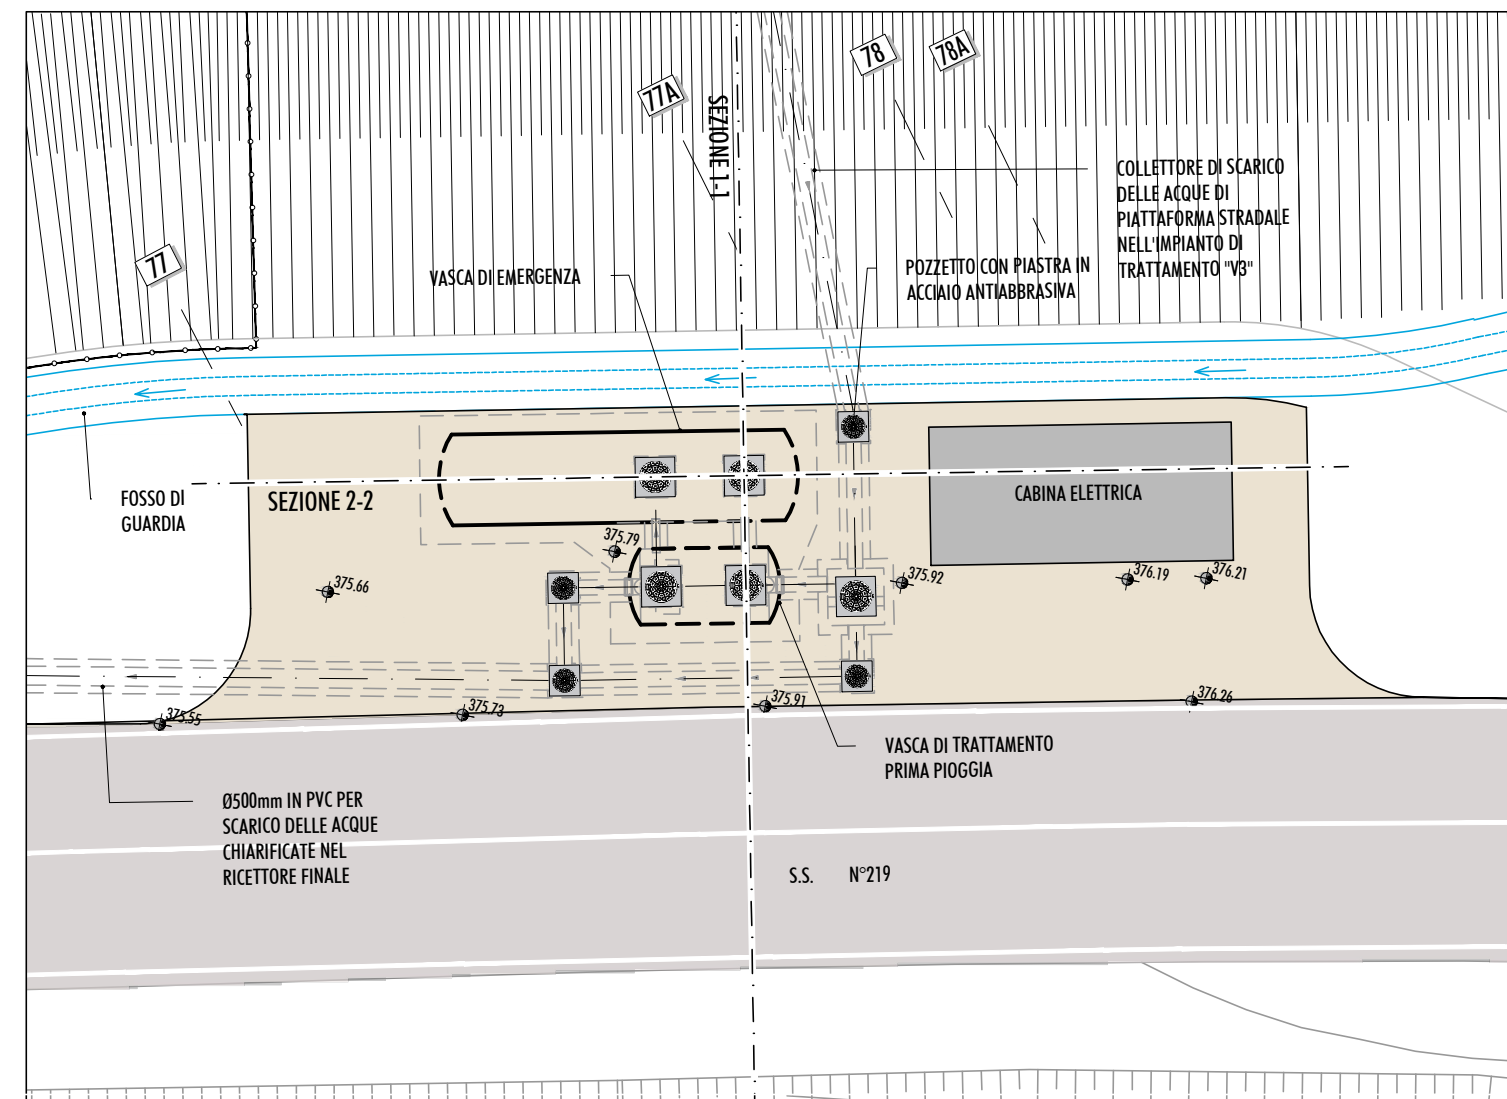 78
78A
77A
SEZIONE 1-1
COLLETTORE DI SCARICO
DELLE ACQUE DI
PIATTAFORMA STRADALE
NELL'IMPIANTO DI
TRATTAMENTO "V3"
77
VASCA DI EMERGENZA
POZZETTO CON PIASTRA IN
ACCIAIO ANTIABBRASIVA
FOSSO DI
GUARDIA
SEZIONE 2-2
CABINA ELETTRICA
375.79
375.66
375.92
376.19
376.21
375.55
375.73
375.91
376.26
VASCA DI TRATTAMENTO
PRIMA PIOGGIA
Ø500mm IN PVC PER
SCARICO DELLE ACQUE
CHIARIFICATE NEL
RICETTORE FINALE
S.S. N°219